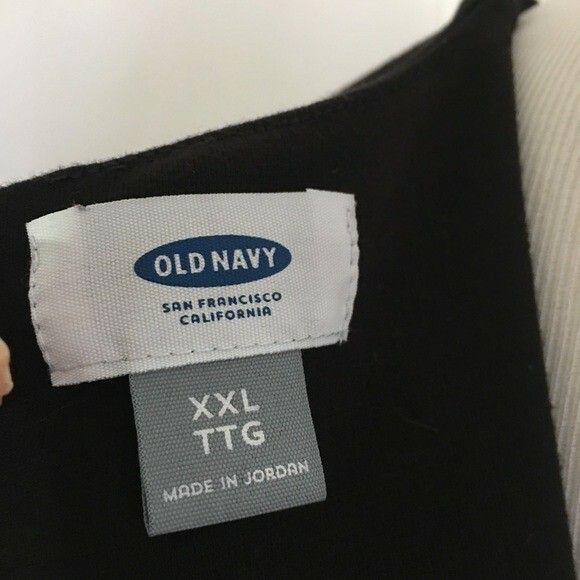 OLD NAVY
SAN FRANCISCO
CALIFORNIA
XXL
TTG
MADE IN JORDAN